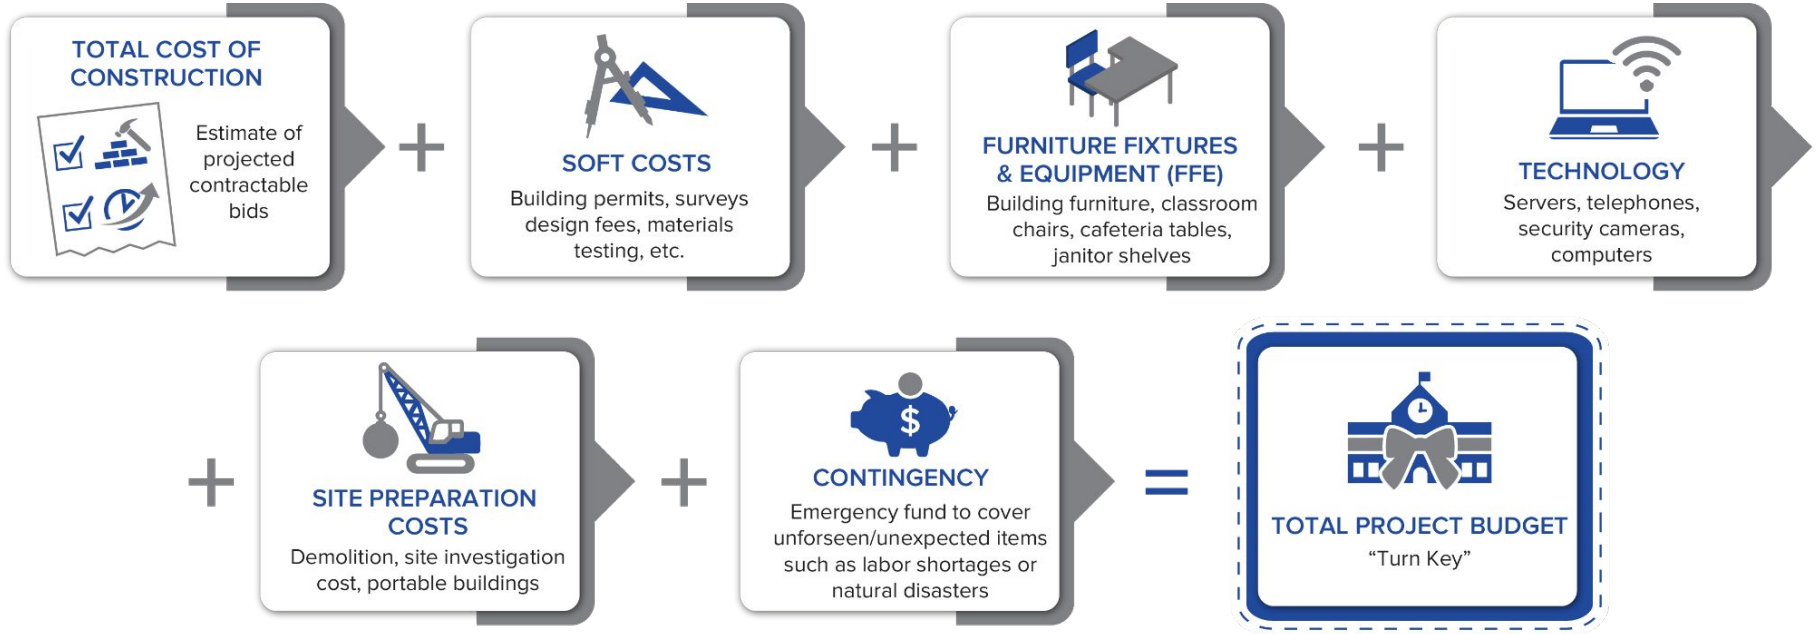 TOTAL COST OF
CONSTRUCTION
Estimate of
projected
contractable
bids
+
SOFT COSTS
Building permits, surveys
design fees, materials
testing, etc.
+
FURNITURE FIXTURES
& EQUIPMENT (FFE)
Building furniture, classroom
chairs, cafeteria tables,
janitor shelves
+
TECHNOLOGY
Servers, telephones,
security cameras,
computers
+
SITE PREPARATION
COSTS
Demolition, site investigation
cost, portable buildings
+
$
CONTINGENCY
Emergency fund to cover
unforseen/unexpected items
such as labor shortages or
natural disasters
=
TOTAL PROJECT BUDGET
“Turn Key”